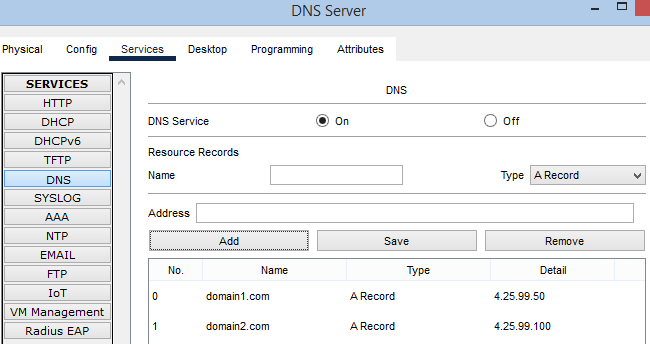 DNS Server
Physical Config Services Desktop Programming Attributes
SERVICES
HTTP
DHCP
DHCPv6
TFTP
DNS
SYSLOG
AAA
NTP
EMAIL
FTP
IoT
VM Management
Radius EAP
DNS
DNS Service On Off
Resource Records
Name Type A Record
Address
Add Save Remove
No. Name Type Detail
0 domain1.com A Record 4.25.99.50
1 domain2.com A Record 4.25.99.100